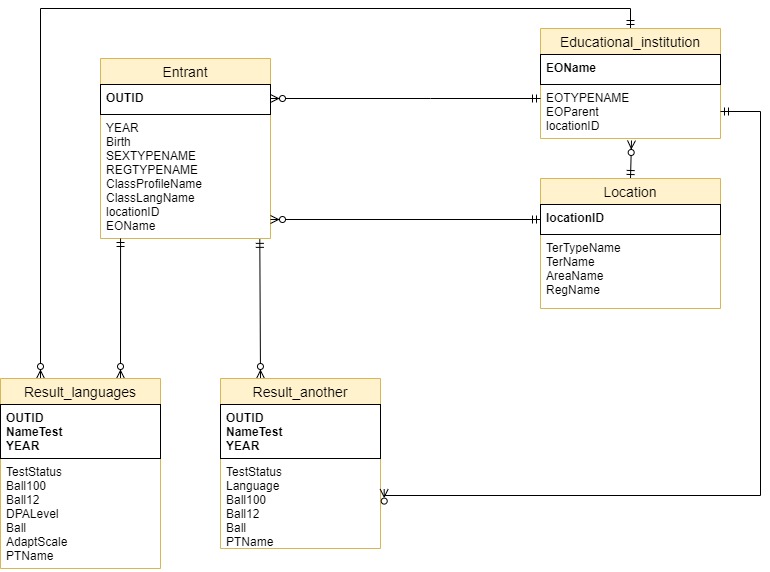 Educational_institution
EOName
EOTYPENAME
EOParent
locationID
Entrant
OUTID
YEAR
Birth
SEXTYPENAME
REGTYPENAME
ClassProfileName
ClassLangName
locationID
EOName
Location
locationID
TerTypeName
TerName
AreaName
RegName
Result_languages
OUTID
NameTest
YEAR
TestStatus
Ball100
Ball12
DPALevel
Ball
AdaptScale
PTName
Result_another
OUTID
NameTest
YEAR
TestStatus
Language
Ball100
Ball12
Ball
PTName